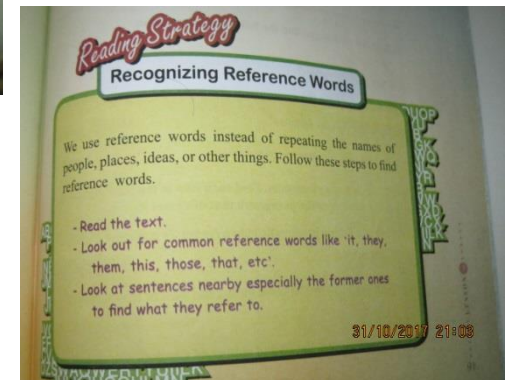 Reading Strategy
Recognizing Reference Words
We use reference words instead of repeating the names of
people, places, ideas, or other things. Follow these steps to find
reference words.
- Read the text.
- Look out for common reference words like 'it, they,
them, this, those, that, etc'.
- Look at sentences nearby especially the former ones
to find what they refer to.
31/10/2017 21:03